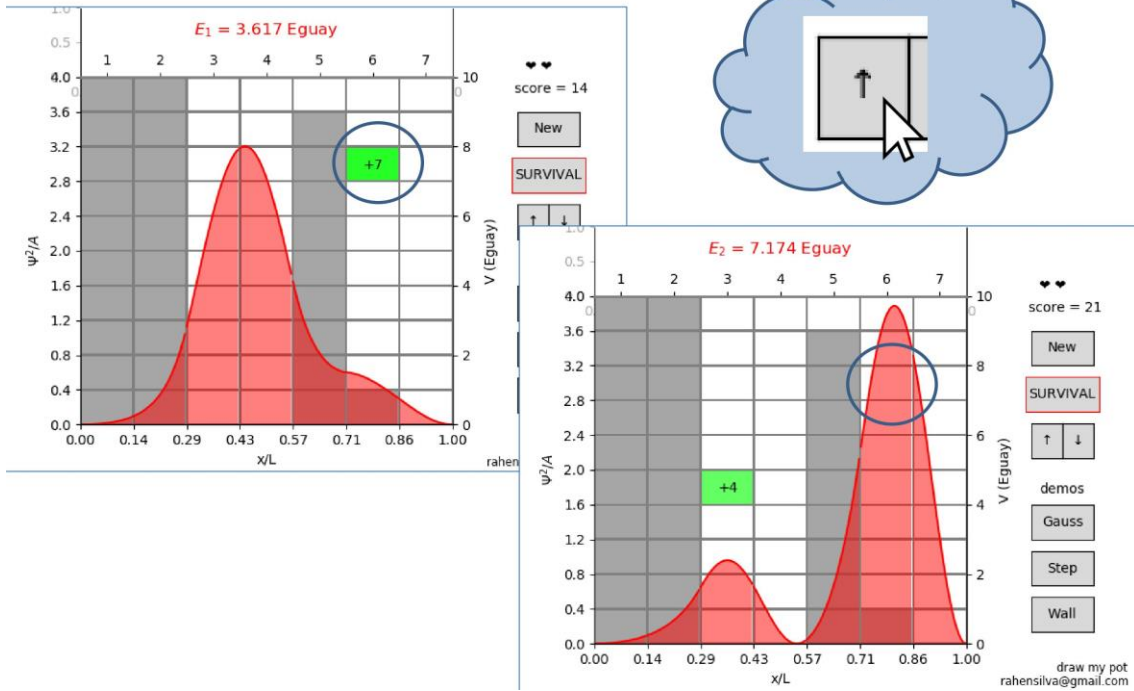 1.0
0.5
E₁ = 3.617 Eguay
1 2 3 4 5 6 7
4.0
3.6
3.2
2.8
2.4
2.0
1.6
1.2
0.8
0.4
0.0
Ψ²/A
10
8
6
4
2
0
V (Eguay)
+7
0.00 0.14 0.29 0.43 0.57 0.71 0.86 1.00
x/L
♥♥
score = 14
New
SURVIVAL
↑ ↓
rahen
↑
1.0
0.5
E₂ = 7.174 Eguay
1 2 3 4 5 6 7
4.0
3.6
3.2
2.8
2.4
2.0
1.6
1.2
0.8
0.4
0.0
Ψ²/A
10
8
6
4
2
0
V (Eguay)
+4
0.00 0.14 0.29 0.43 0.57 0.71 0.86 1.00
x/L
♥♥
score = 21
New
SURVIVAL
↑ ↓
demos
Gauss
Step
Wall
draw my pot
rahensilva@gmail.com